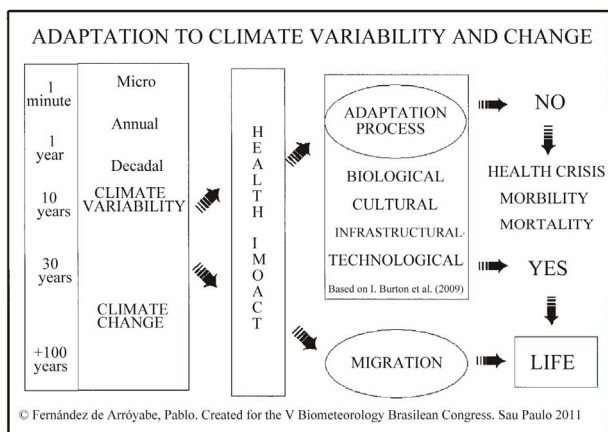 ADAPTATION TO CLIMATE VARIABILITY AND CHANGE
1
minute
1
year
10
years
30
years
+100
years
Micro
Annual
Decadal
CLIMATE
VARIABILITY
CLIMATE
CHANGE
HEALTH IMOACT
ADAPTATION
PROCESS
BIOLOGICAL
CULTURAL
INFRASTRUCTURAL
TECHNOLOGICAL
Based on I. Burton et al. (2009)
MIGRATION
NO
HEALTH CRISIS
MORBILITY
MORTALITY
YES
LIFE
© Fernández de Arróyabe, Pablo. Created for the V Biometeorology Brasilean Congress. Sau Paulo 2011